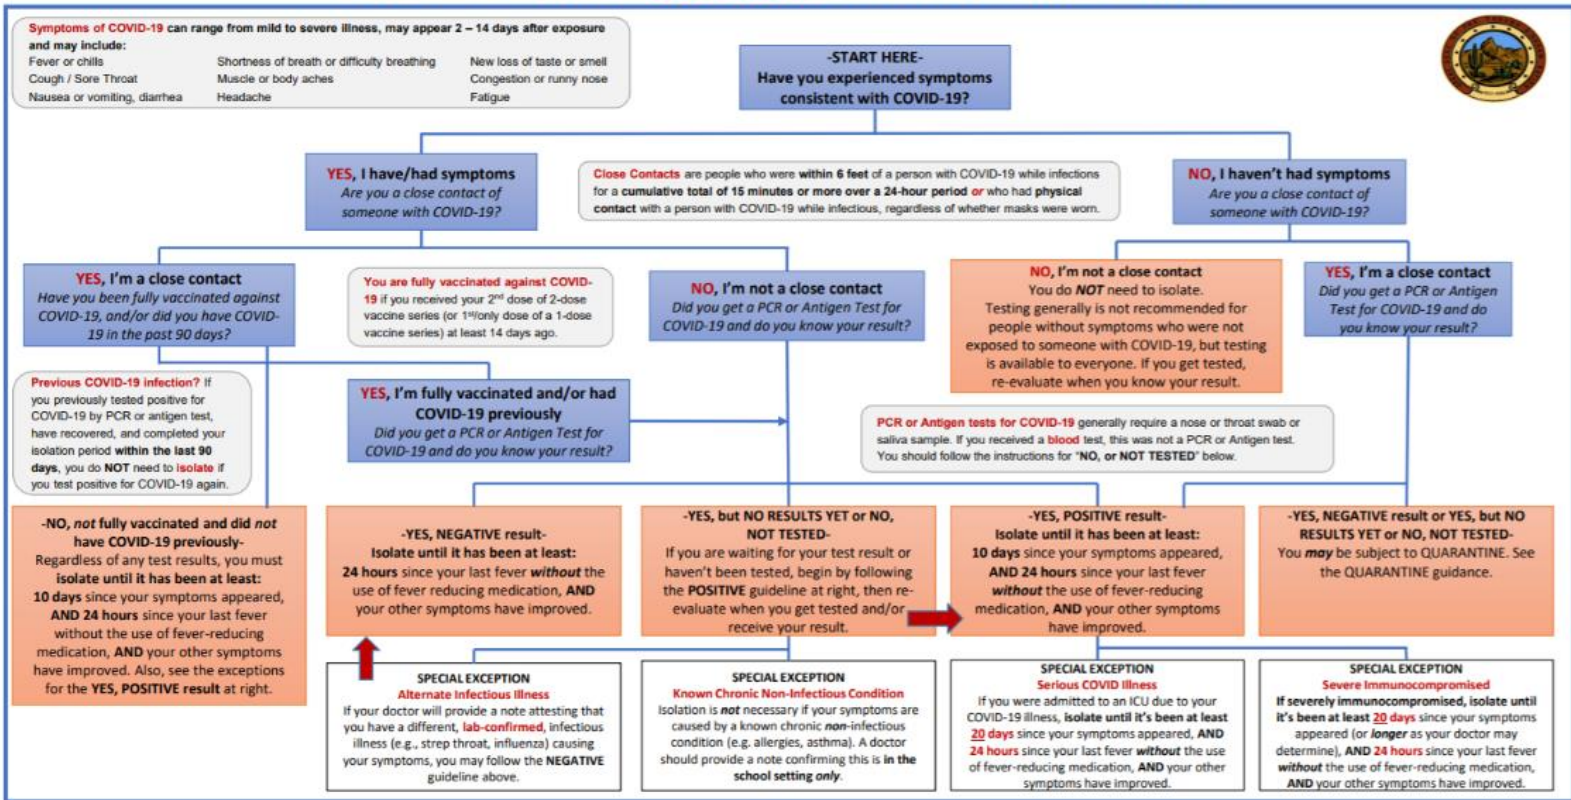 Symptoms of COVID-19 can range from mild to severe illness, may appear 2 – 14 days after exposure
and may include:
Fever or chills Shortness of breath or difficulty breathing New loss of taste or smell
Cough / Sore Throat Muscle or body aches Congestion or runny nose
Nausea or vomiting, diarrhea Headache Fatigue
-START HERE-
Have you experienced symptoms
consistent with COVID-19?
YES, I have/had symptoms
Are you a close contact of
someone with COVID-19?
Close Contacts are people who were within 6 feet of a person with COVID-19 while infections
for a cumulative total of 15 minutes or more over a 24-hour period or who had physical
contact with a person with COVID-19 while infectious, regardless of whether masks were worn.
NO, I haven't had symptoms
Are you a close contact of
someone with COVID-19?
YES, I'm a close contact
Have you been fully vaccinated against
COVID-19, and/or did you have COVID-
19 in the past 90 days?
You are fully vaccinated against COVID-
19 if you received your 2nd dose of 2-dose
vaccine series (or 1st/only dose of a 1-dose
vaccine series) at least 14 days ago.
NO, I'm not a close contact
Did you get a PCR or Antigen Test for
COVID-19 and do you know your result?
NO, I'm not a close contact
You do NOT need to isolate.
Testing generally is not recommended for
people without symptoms who were not
exposed to someone with COVID-19, but testing
is available to everyone. If you get tested,
re-evaluate when you know your result.
YES, I'm a close contact
Did you get a PCR or Antigen
Test for COVID-19 and do
you know your result?
Previous COVID-19 infection? If
you previously tested positive for
COVID-19 by PCR or antigen test,
have recovered, and completed your
isolation period within the last 90
days, you do NOT need to isolate if
you test positive for COVID-19 again.
YES, I'm fully vaccinated and/or had
COVID-19 previously
Did you get a PCR or Antigen Test for
COVID-19 and do you know your result?
PCR or Antigen tests for COVID-19 generally require a nose or throat swab or
saliva sample. If you received a blood test, this was not a PCR or Antigen test.
You should follow the instructions for "NO, or NOT TESTED" below.
-NO, not fully vaccinated and did not
have COVID-19 previously-
Regardless of any test results, you must
isolate until it has been at least:
10 days since your symptoms appeared,
AND 24 hours since your last fever
without the use of fever-reducing
medication, AND your other symptoms
have improved. Also, see the exceptions
for the YES, POSITIVE result at right.
-YES, NEGATIVE result-
Isolate until it has been at least:
24 hours since your last fever without the
use of fever reducing medication, AND
your other symptoms have improved.
-YES, but NO RESULTS YET or NO,
NOT TESTED-
If you are waiting for your test result or
haven't been tested, begin by following
the POSITIVE guideline at right, then re-
evaluate when you get tested and/or
receive your result.
-YES, POSITIVE result-
Isolate until it has been at least:
10 days since your symptoms appeared,
AND 24 hours since your last fever
without the use of fever-reducing
medication, AND your other symptoms
have improved.
-YES, NEGATIVE result or YES, but NO
RESULTS YET or NO, NOT TESTED-
You may be subject to QUARANTINE. See
the QUARANTINE guidance.
SPECIAL EXCEPTION
Alternate Infectious Illness
If your doctor will provide a note attesting that
you have a different, lab-confirmed, infectious
illness (e.g., strep throat, influenza) causing
your symptoms, you may follow the NEGATIVE
guideline above.
SPECIAL EXCEPTION
Known Chronic Non-Infectious Condition
Isolation is not necessary if your symptoms are
caused by a known chronic non-infectious
condition (e.g. allergies, asthma). A doctor
should provide a note confirming this is in the
school setting only.
SPECIAL EXCEPTION
Serious COVID Illness
If you were admitted to an ICU due to your
COVID-19 illness, isolate until it's been at least
20 days since your symptoms appeared, AND
24 hours since your last fever without the use
of fever-reducing medication, AND your other
symptoms have improved.
SPECIAL EXCEPTION
Severe Immunocompromised
If severely immunocompromised, isolate until
it's been at least 20 days since your symptoms
appeared (or longer as your doctor may
determine), AND 24 hours since your last fever
without the use of fever-reducing medication,
AND your other symptoms have improved.